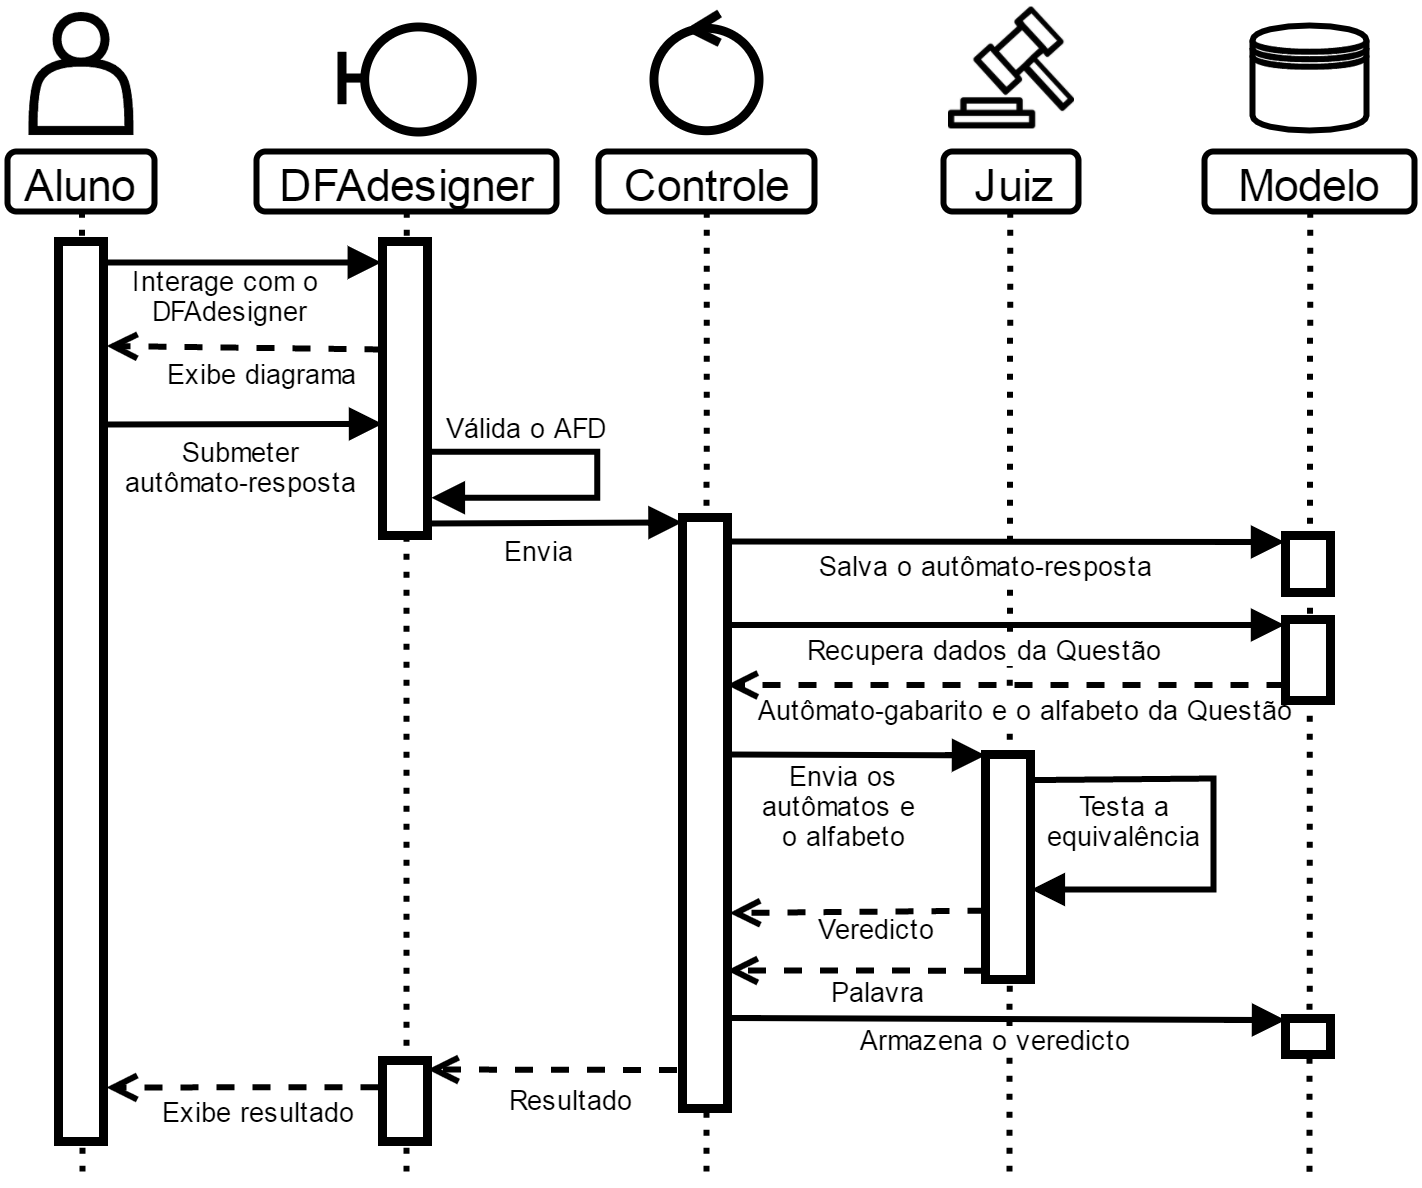 Aluno
DFAdesigner
Controle
Juiz
Modelo
Interage com o
DFAdesigner
Exibe diagrama
Submeter
autômato-resposta
Válida o AFD
Envia
Salva o autômato-resposta
Recupera dados da Questão
Autômato-gabarito e o alfabeto da Questão
Envia os
autômatos e
o alfabeto
Testa a
equivalência
Veredicto
Palavra
Armazena o veredicto
Resultado
Exibe resultado